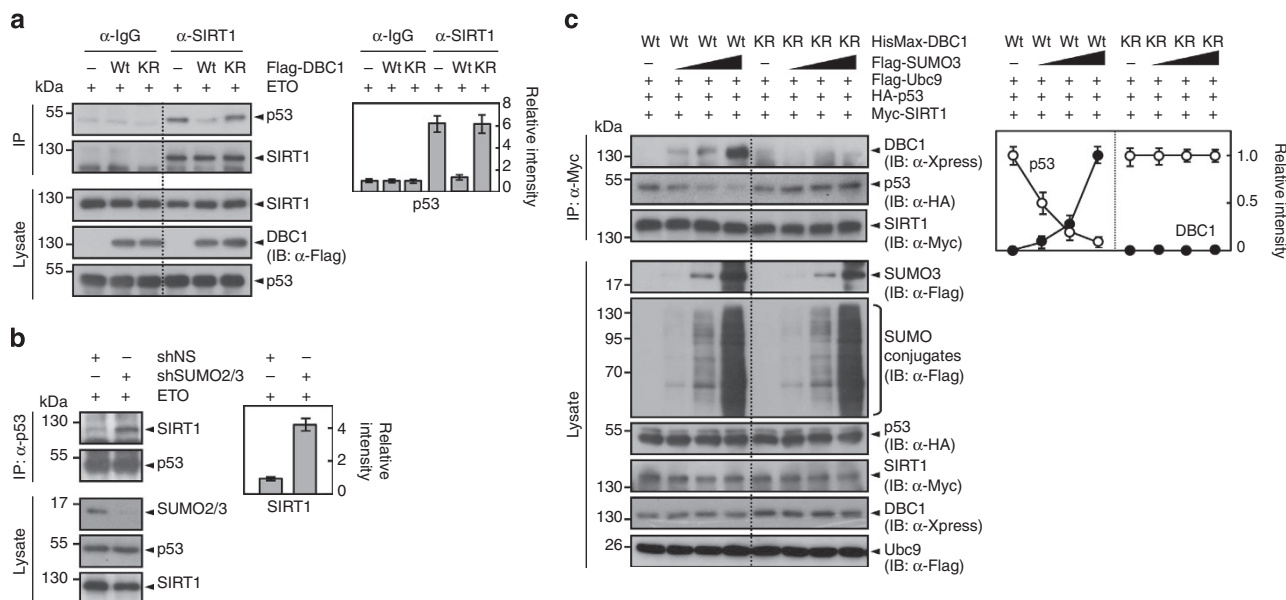 a
α-IgG α-SIRT1
– Wt KR – Wt KR Flag-DBC1
kDa + + + + + + ETO
IP
55 p53
130 SIRT1
Lysate
130 SIRT1
130 DBC1
(IB: α-Flag)
55 p53
α-IgG α-SIRT1
– Wt KR – Wt KR
+ + + + + +
8
6
4
2
0
Relative intensity
p53
b
+ – shNS
– + shSUMO2/3
kDa + + ETO
IP: α-p53
130 SIRT1
55 p53
Lysate
17 SUMO2/3
55 p53
130 SIRT1
+ –
– +
+ +
4
2
0
Relative
intensity
SIRT1
c
Wt Wt Wt Wt KR KR KR KR HisMax-DBC1
– – Flag-SUMO3
+ + + + + + + + Flag-Ubc9
+ + + + + + + + HA-p53
+ + + + + + + + Myc-SIRT1
kDa
IP: α-Myc
130 DBC1
(IB: α-Xpress)
55 p53
(IB: α-HA)
130 SIRT1
(IB: α-Myc)
Lysate
17 SUMO3
(IB: α-Flag)
130
95
70
SUMO
conjugates
(IB: α-Flag)
55 p53
(IB: α-HA)
130 SIRT1
(IB: α-Myc)
130 DBC1
(IB: α-Xpress)
26 Ubc9
(IB: α-Flag)
Wt Wt Wt Wt KR KR KR KR
– –
+ + + + + + + +
+ + + + + + + +
+ + + + + + + +
p53
DBC1
1.0
0.5
0
Relative intensity